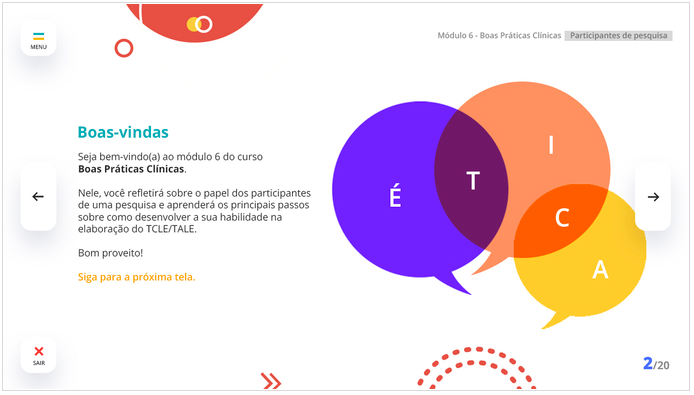 MENU
Módulo 6 - Boas Práticas Clínicas Participantes de pesquisa
Boas-vindas
Seja bem-vindo(a) ao módulo 6 do curso
Boas Práticas Clínicas.
Nele, você refletirá sobre o papel dos participantes
de uma pesquisa e aprenderá os principais passos
sobre como desenvolver a sua habilidade na
elaboração do TCLE/TALE.
Bom proveito!
Siga para a próxima tela.
É T I C A
SAIR
2/20